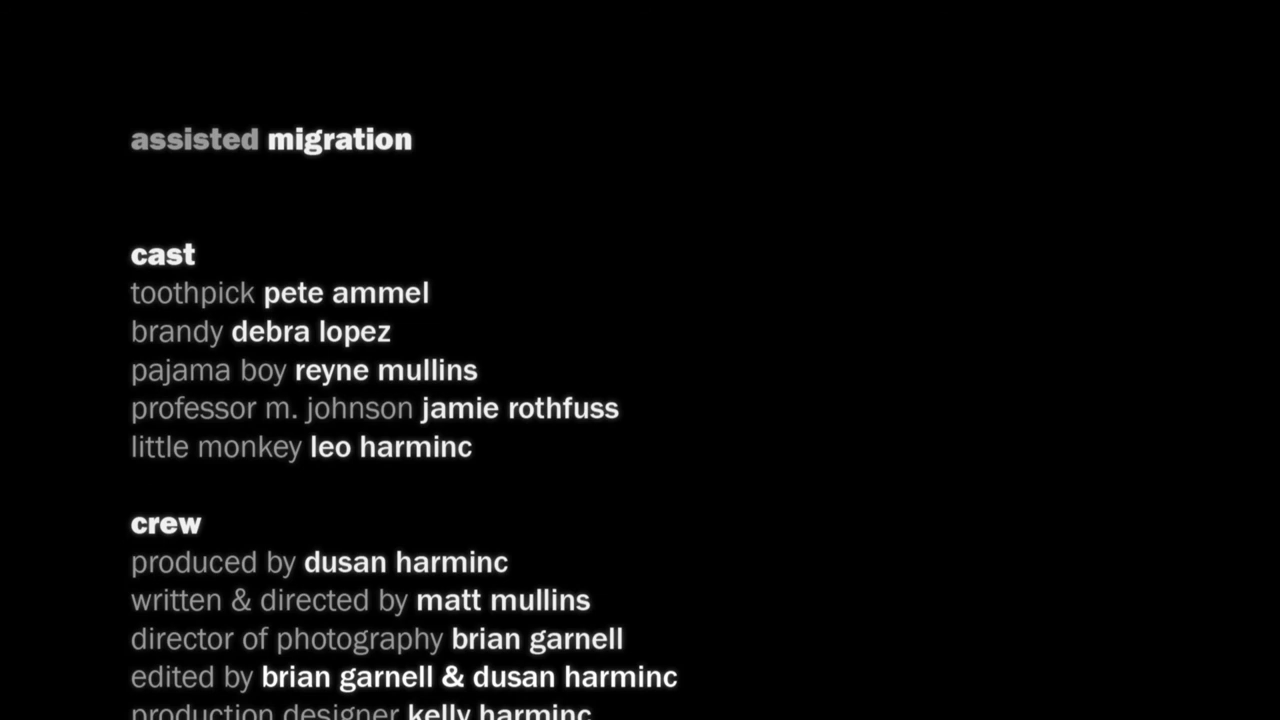 assisted migration
cast
toothpick pete ammel
brandy debra lopez
pajama boy reyne mullins
professor m. johnson jamie rothfuss
little monkey leo harminc
crew
produced by dusan harminc
written & directed by matt mullins
director of photography brian garnell
edited by brian garnell & dusan harminc
production designer kelly harminc